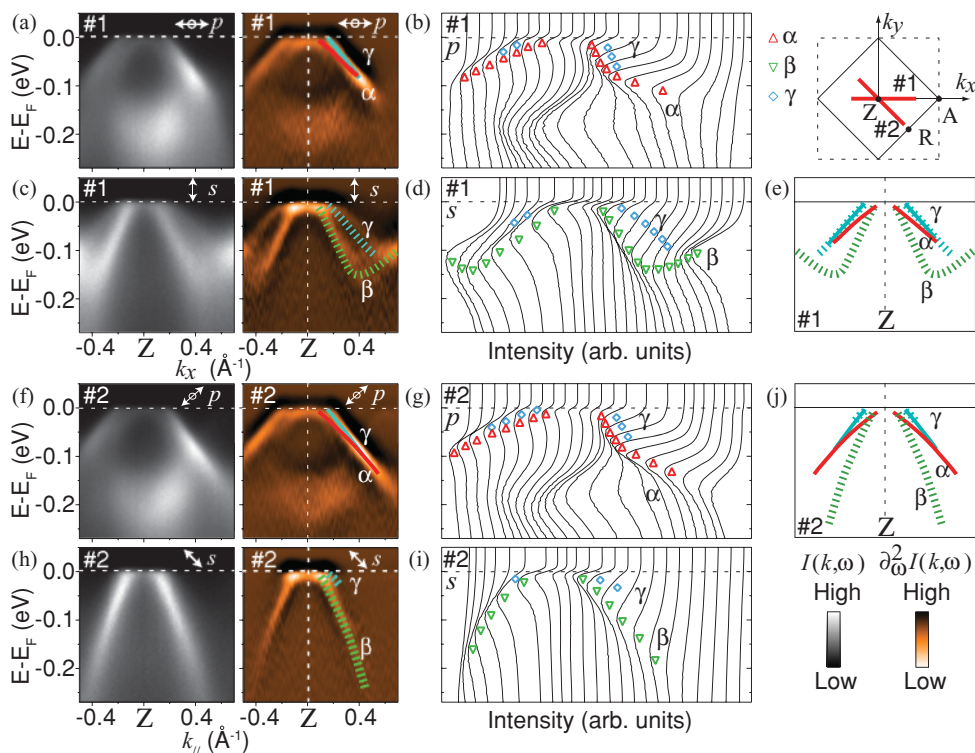 (a) #1 p #1 p
0.0
-0.1
-0.2
E-E_F (eV)
γ
α
(b) #1
p
γ
α
△ α
▽ β
◇ γ
k_y
k_x
#1
Z
#2
A
R
(c) #1 s #1 s
0.0
-0.1
-0.2
E-E_F (eV)
γ
β
-0.4 Z 0.4 -0.4 Z 0.4
k_x (Å⁻¹)
(d) #1
s
γ
β
Intensity (arb. units)
(e)
γ
α
β
#1 Z
(f) #2 p #2 p
0.0
-0.1
-0.2
E-E_F (eV)
γ
α
(g) #2
p
γ
α
(j)
γ
α
β
#2 Z
(h) #2 s #2 s
0.0
-0.1
-0.2
E-E_F (eV)
γ
β
-0.4 Z 0.4 -0.4 Z 0.4
k_// (Å⁻¹)
(i) #2
s
γ
β
Intensity (arb. units)
I(k,ω) ∂²_ω I(k,ω)
High High
Low Low